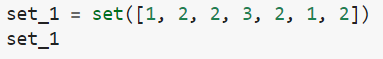 set_1 = set([1, 2, 2, 3, 2, 1, 2])
set_1